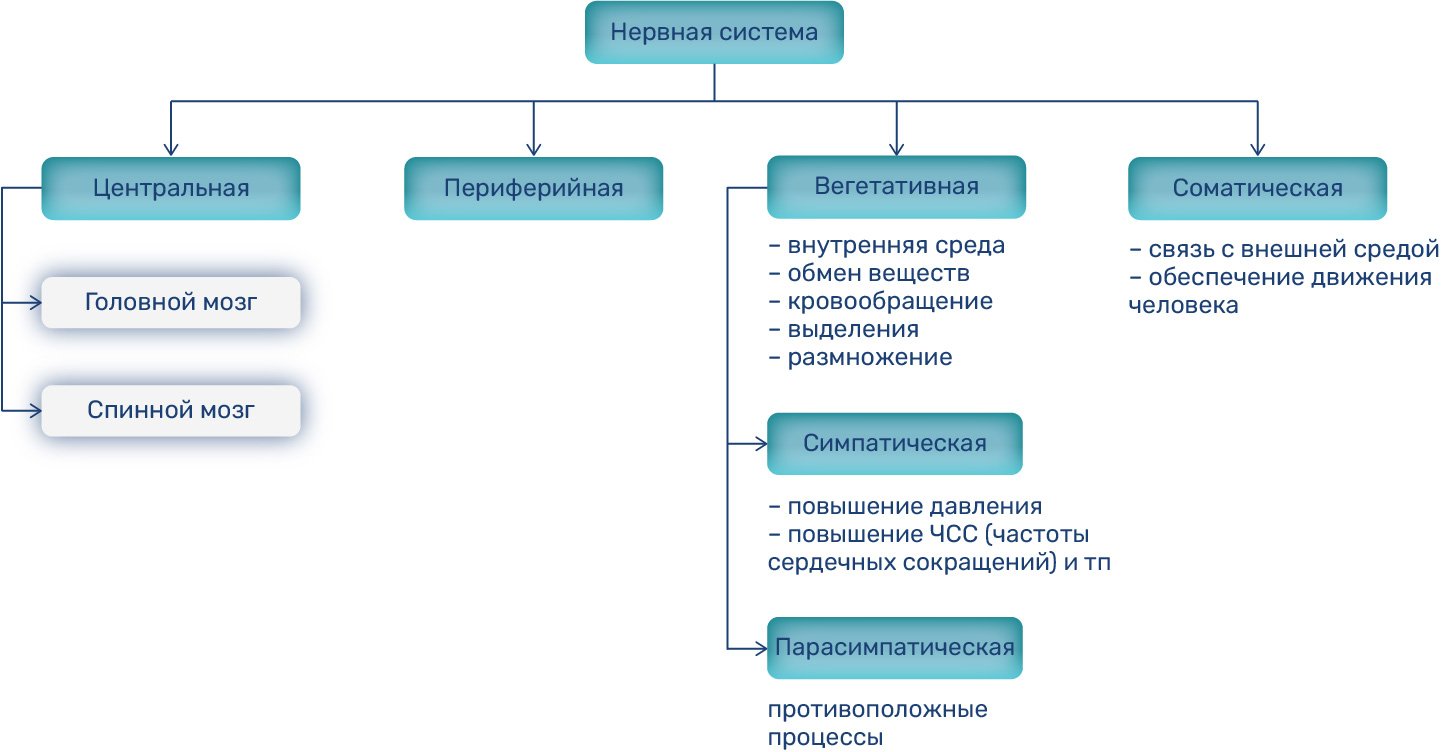 Нервная система
Центральная
Периферийная
Вегетативная
Соматическая
Головной мозг
Спинной мозг
– внутренняя среда
– обмен веществ
– кровообращение
– выделения
– размножение
Симпатическая
– повышение давления
– повышение ЧСС (частоты
сердечных сокращений) и тп
Парасимпатическая
противоположные
процессы
– связь с внешней средой
– обеспечение движения
человека